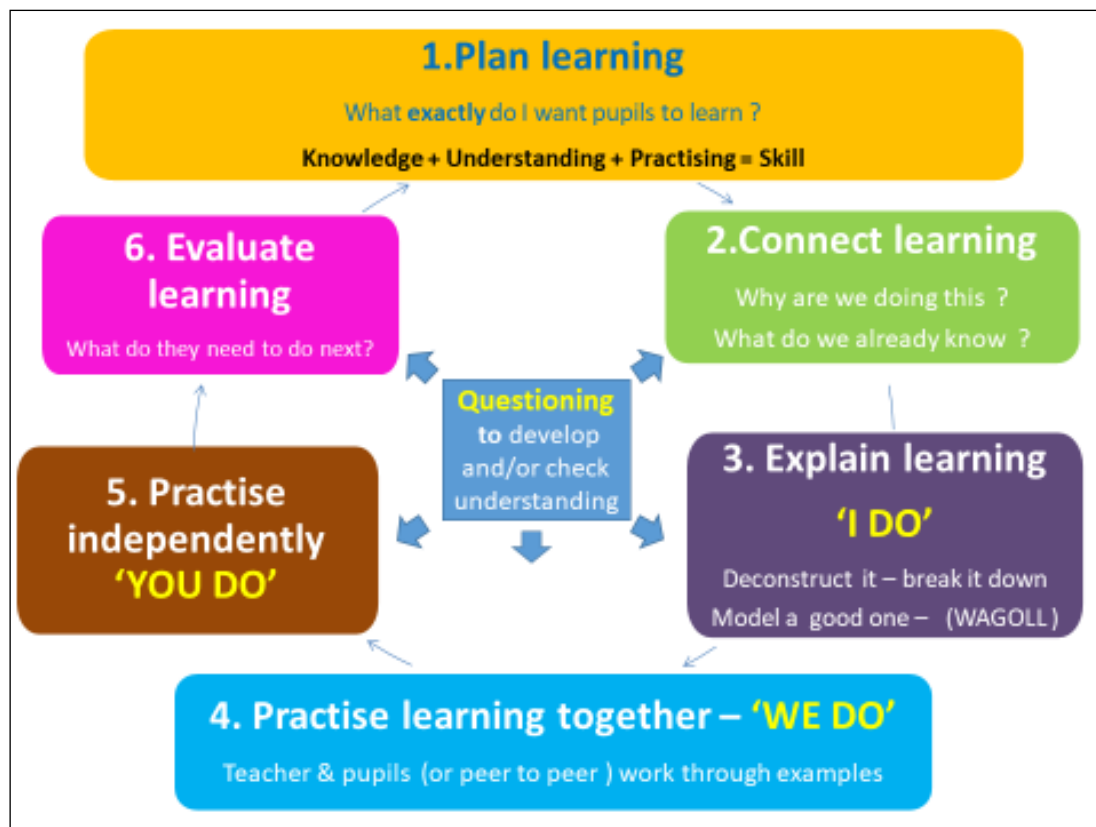 1.Plan learning
What exactly do I want pupils to learn ?
Knowledge + Understanding + Practising = Skill
2.Connect learning
Why are we doing this ?
What do we already know ?
3. Explain learning
‘I DO’
Deconstruct it – break it down
Model a good one – (WAGOLL )
4. Practise learning together – ‘WE DO’
Teacher & pupils (or peer to peer ) work through examples
5. Practise
independently
‘YOU DO’
6. Evaluate
learning
What do they need to do next?
Questioning
to develop
and/or check
understanding